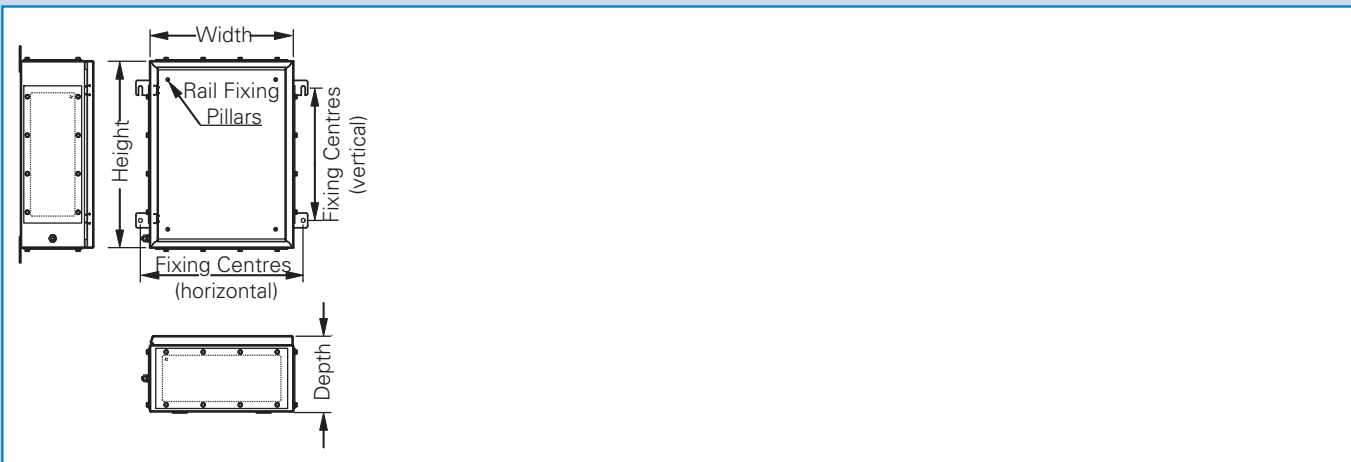 Width
Rail Fixing
Pillars
Height
Fixing Centres
(vertical)
Fixing Centres
(horizontal)
Depth